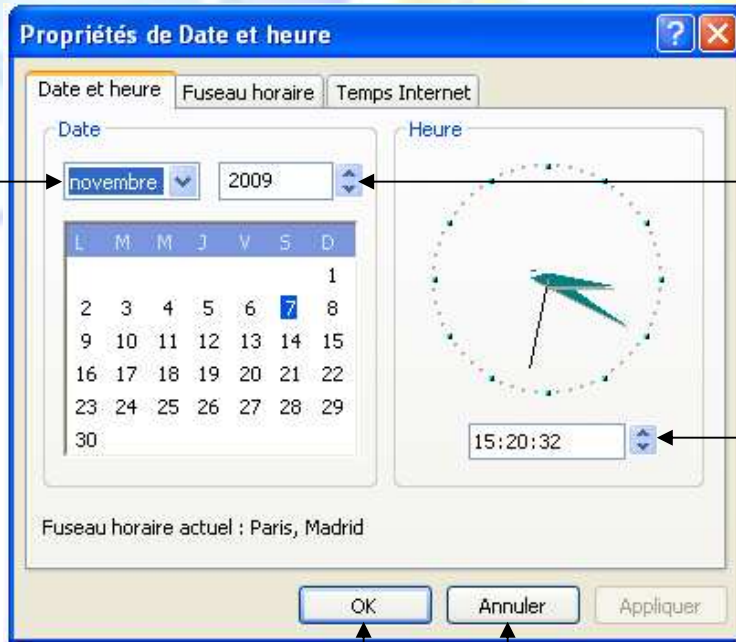 Propriétés de Date et heure
Date et heure Fuseau horaire Temps Internet
Date
novembre 2009
L M M J V S D
1
2 3 4 5 6 7 8
9 10 11 12 13 14 15
16 17 18 19 20 21 22
23 24 25 26 27 28 29
30
Heure
15:20:32
Fuseau horaire actuel : Paris, Madrid
OK Annuler Appliquer